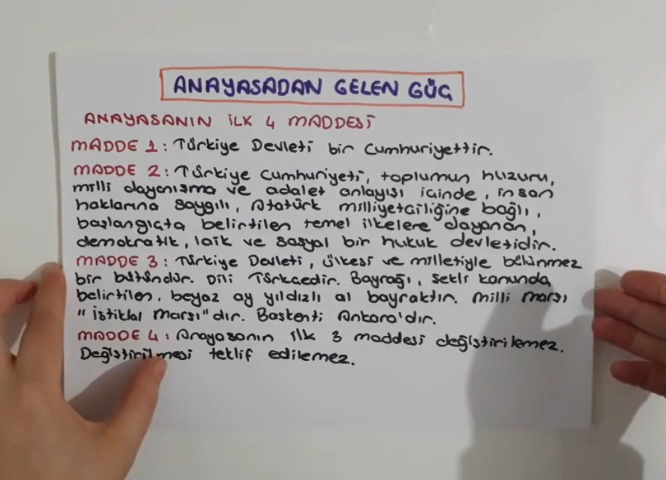 ANAYASADAN GELEN GÜÇ
ANAYASANIN İLK 4 MADDESİ
MADDE 1: Türkiye Devleti bir Cumhuriyettir.
MADDE 2: Türkiye Cumhuriyeti, toplumun huzuru,
milli dayanışma ve adalet anlayışı içinde, insan
haklarına saygılı, Atatürk milliyetçiliğine bağlı,
başlangıçta belirtilen temel ilkelere dayanan,
demokratik, laik ve sosyal bir hukuk devletidir.
MADDE 3: Türkiye Devleti, ülkesi ve milletiyle bölünmez
bir bütündür. Dili Türkçedir. Bayrağı, şekli kanunda
belirtilen, beyaz ay yıldızlı al bayraktır. Milli marşı
"İstiklal Marşı"dır. Başkenti Ankara'dır.
MADDE 4: Anayasanın ilk 3 maddesi değiştirilemez.
Değiştirilmesi teklif edilemez.